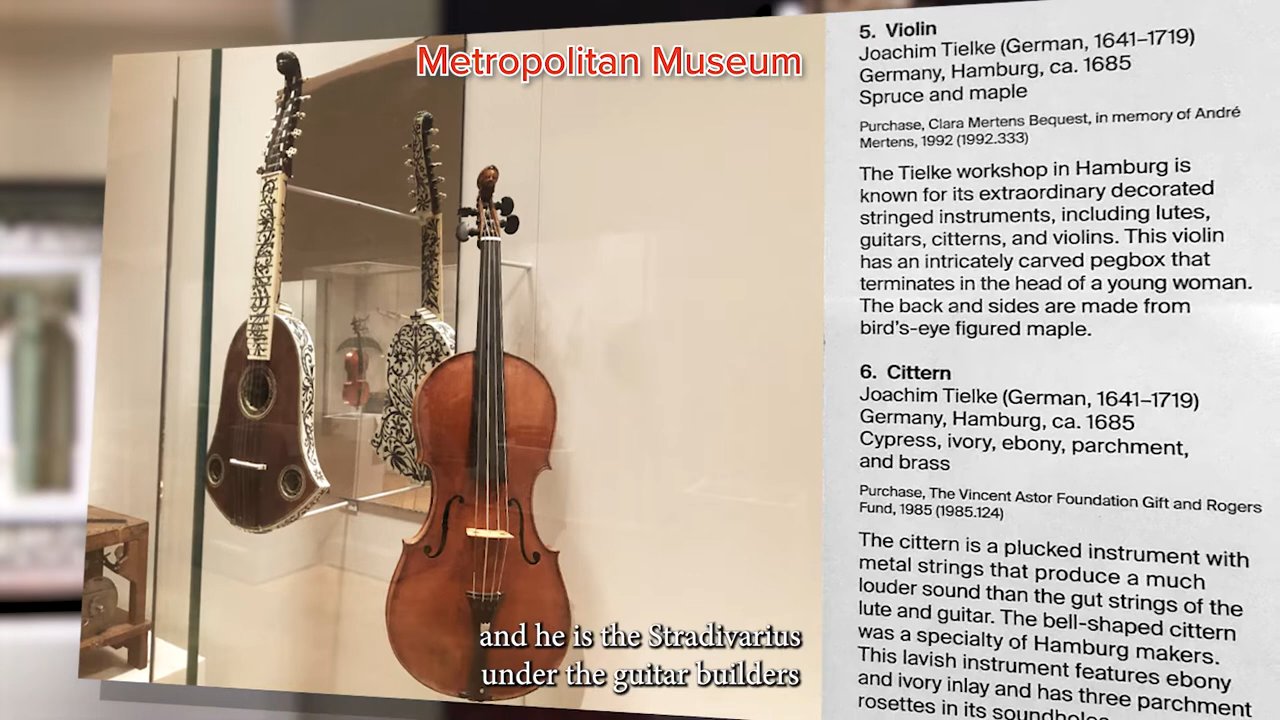 Metropolitan Museum
and he is the Stradivarius
under the guitar builders
5. Violin
Joachim Tielke (German, 1641–1719)
Germany, Hamburg, ca. 1685
Spruce and maple
Purchase, Clara Mertens Bequest, in memory of André
Mertens, 1992 (1992.333)
The Tielke workshop in Hamburg is
known for its extraordinary decorated
stringed instruments, including lutes,
guitars, citterns, and violins. This violin
has an intricately carved pegbox that
terminates in the head of a young woman.
The back and sides are made from
bird's-eye figured maple.
6. Cittern
Joachim Tielke (German, 1641–1719)
Germany, Hamburg, ca. 1685
Cypress, ivory, ebony, parchment,
and brass
Purchase, The Vincent Astor Foundation Gift and Rogers
Fund, 1985 (1985.124)
The cittern is a plucked instrument with
metal strings that produce a much
louder sound than the gut strings of the
lute and guitar. The bell-shaped cittern
was a specialty of Hamburg makers.
This lavish instrument features ebony
and ivory inlay and has three parchment
rosettes in its soundholes